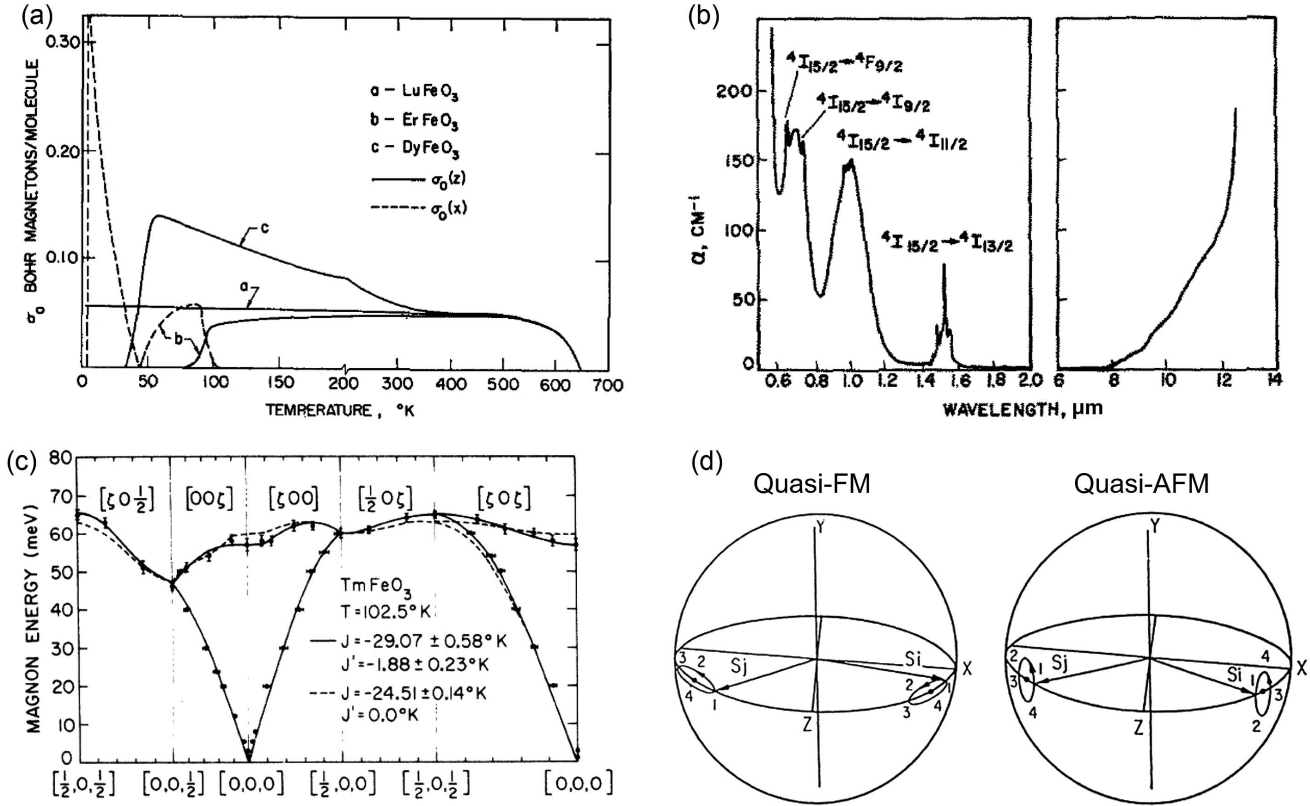 (a)
0.30
0.20
0.10
0
σ₀ BOHR MAGNETONS/MOLECULE
a – LuFeO₃
b – ErFeO₃
c – DyFeO₃
σ₀(z)
σ₀(x)
c
a
b
0 50 100 200 300 400 500 600 700
TEMPERATURE, °K
(b)
200
150
100
50
0
α, CM⁻¹
⁴I₁₅/₂→⁴F₉/₂
⁴I₁₅/₂→⁴I₉/₂
⁴I₁₅/₂→⁴I₁₁/₂
⁴I₁₅/₂→⁴I₁₃/₂
0.6 0.8 1.0 1.2 1.4 1.6 1.8 2.0 6 8 10 12 14
WAVELENGTH, µm
(c)
80
70
60
50
40
30
20
10
0
MAGNON ENERGY (meV)
[ζ0½] [00ζ] [ζ00] [½0ζ] [ζ0ζ]
TmFeO₃
T=102.5°K
J=-29.07±0.58°K
J'=-1.88±0.23°K
J=-24.51±0.14°K
J'=0.0°K
[½,0,½] [0,0,½] [0,0,0] [½,0,0] [½,0,½] [0,0,0]
(d)
Quasi-FM
Y
X
Z
Sj
Si
3 2 4 1
2 1 3 4
Quasi-AFM
Y
X
Z
Sj
Si
2 1 3 4
4 1 3 2